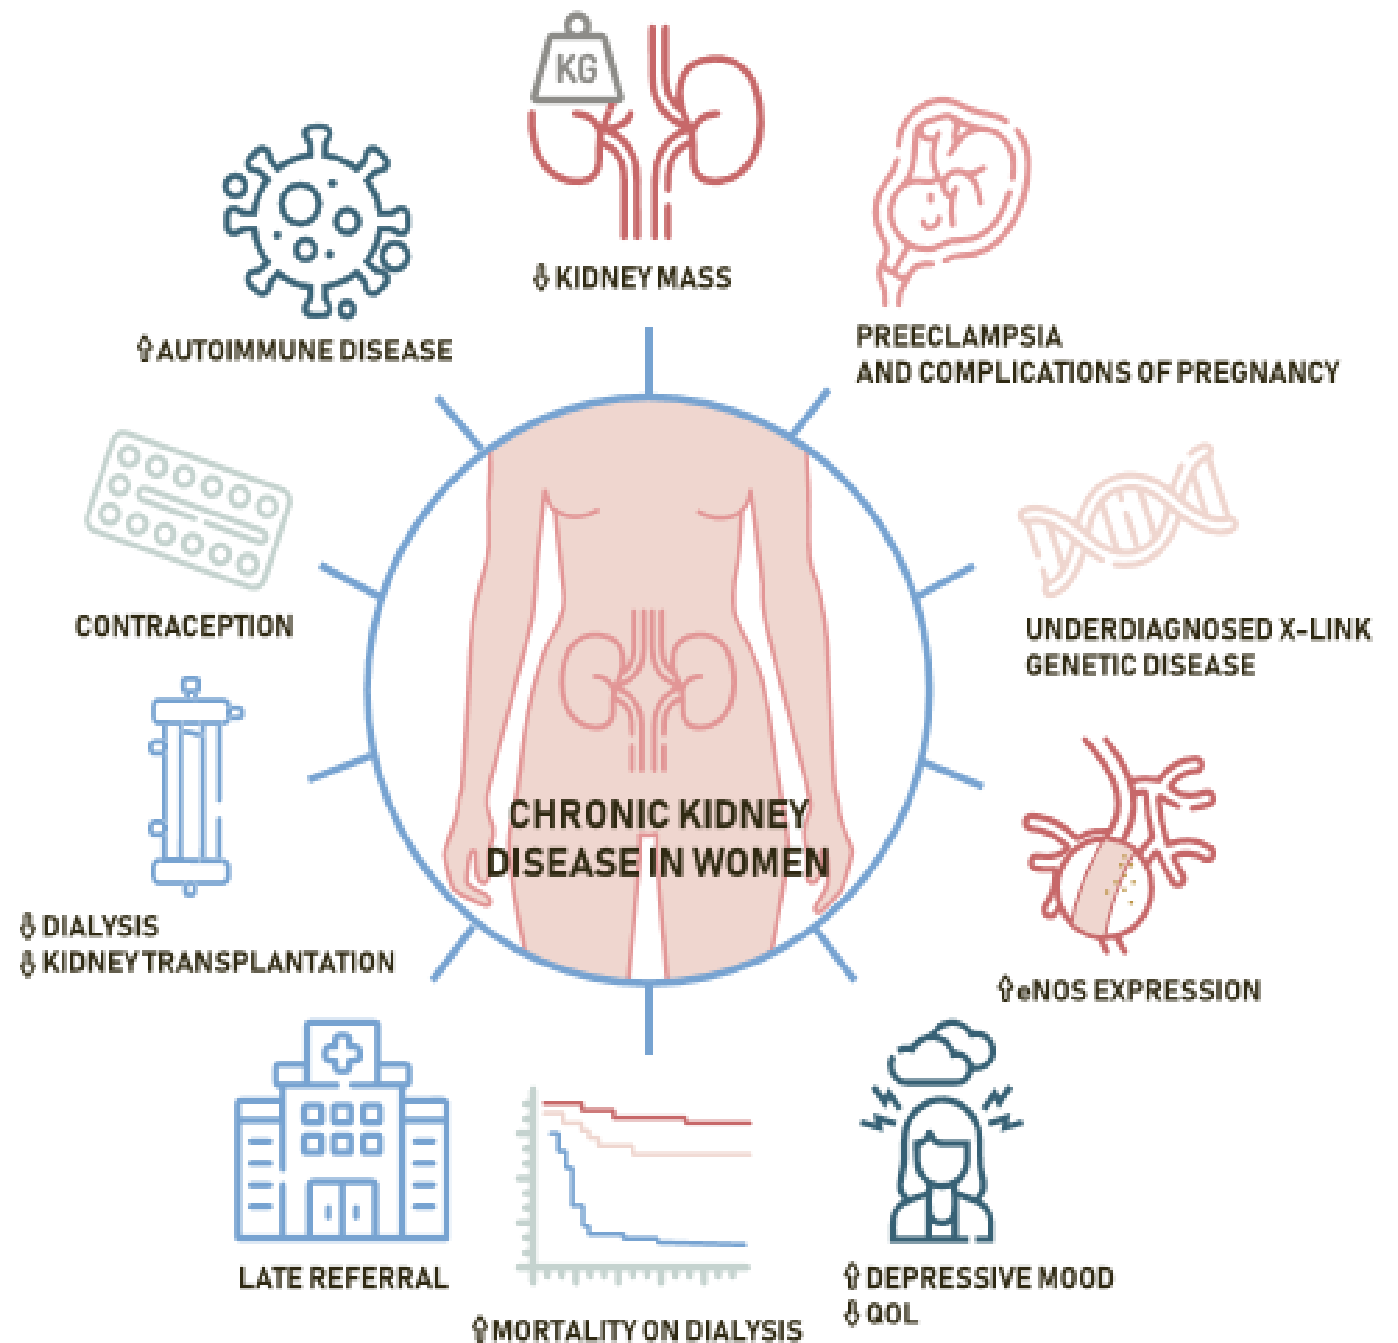 KG
⇩ KIDNEY MASS
⇧ AUTOIMMUNE DISEASE
PREECLAMPSIA
AND COMPLICATIONS OF PREGNANCY
CONTRACEPTION
UNDERDIAGNOSED X-LINK
GENETIC DISEASE
CHRONIC KIDNEY
DISEASE IN WOMEN
⇩ DIALYSIS
⇩ KIDNEY TRANSPLANTATION
⇧ eNOS EXPRESSION
LATE REFERRAL
⇧ MORTALITY ON DIALYSIS
⇧ DEPRESSIVE MOOD
⇩ QOL